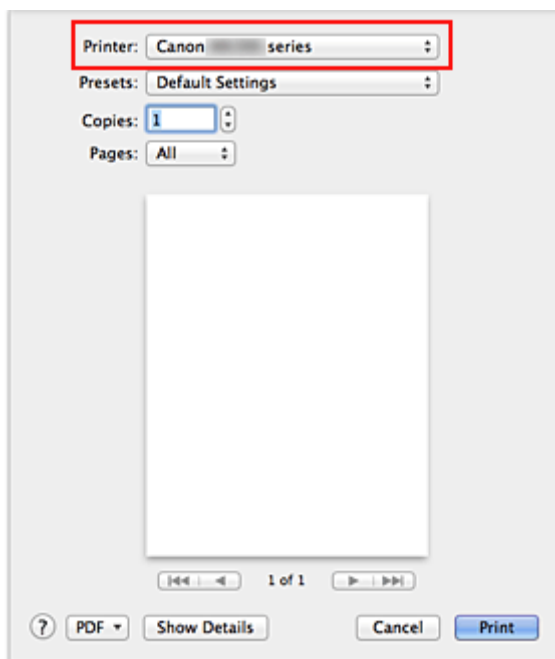 Printer: Canon series
Presets: Default Settings
Copies: 1
Pages: All
1 of 1
? PDF Show Details Cancel Print